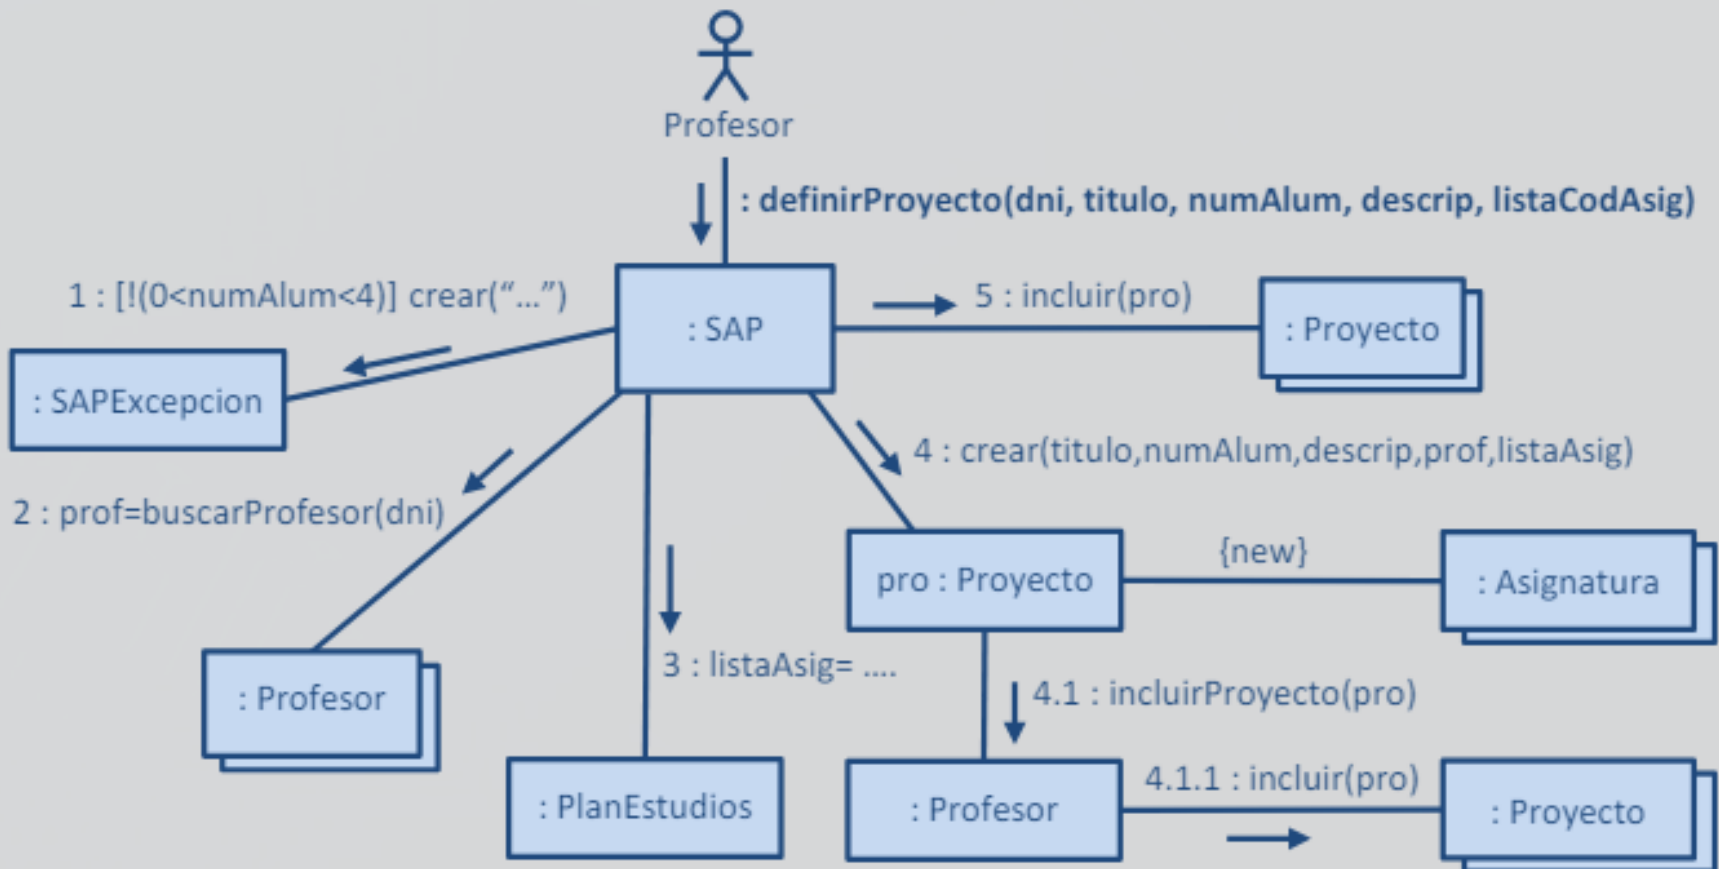 Profesor
: definirProyecto(dni, titulo, numAlum, descrip, listaCodAsig)
1 : [!(0<numAlum<4)] crear(“...”)
: SAP
5 : incluir(pro)
: Proyecto
: SAPExcepcion
4 : crear(titulo,numAlum,descrip,prof,listaAsig)
2 : prof=buscarProfesor(dni)
{new}
pro : Proyecto
: Asignatura
3 : listaAsig= ....
: Profesor
4.1 : incluirProyecto(pro)
4.1.1 : incluir(pro)
: PlanEstudios
: Profesor
: Proyecto